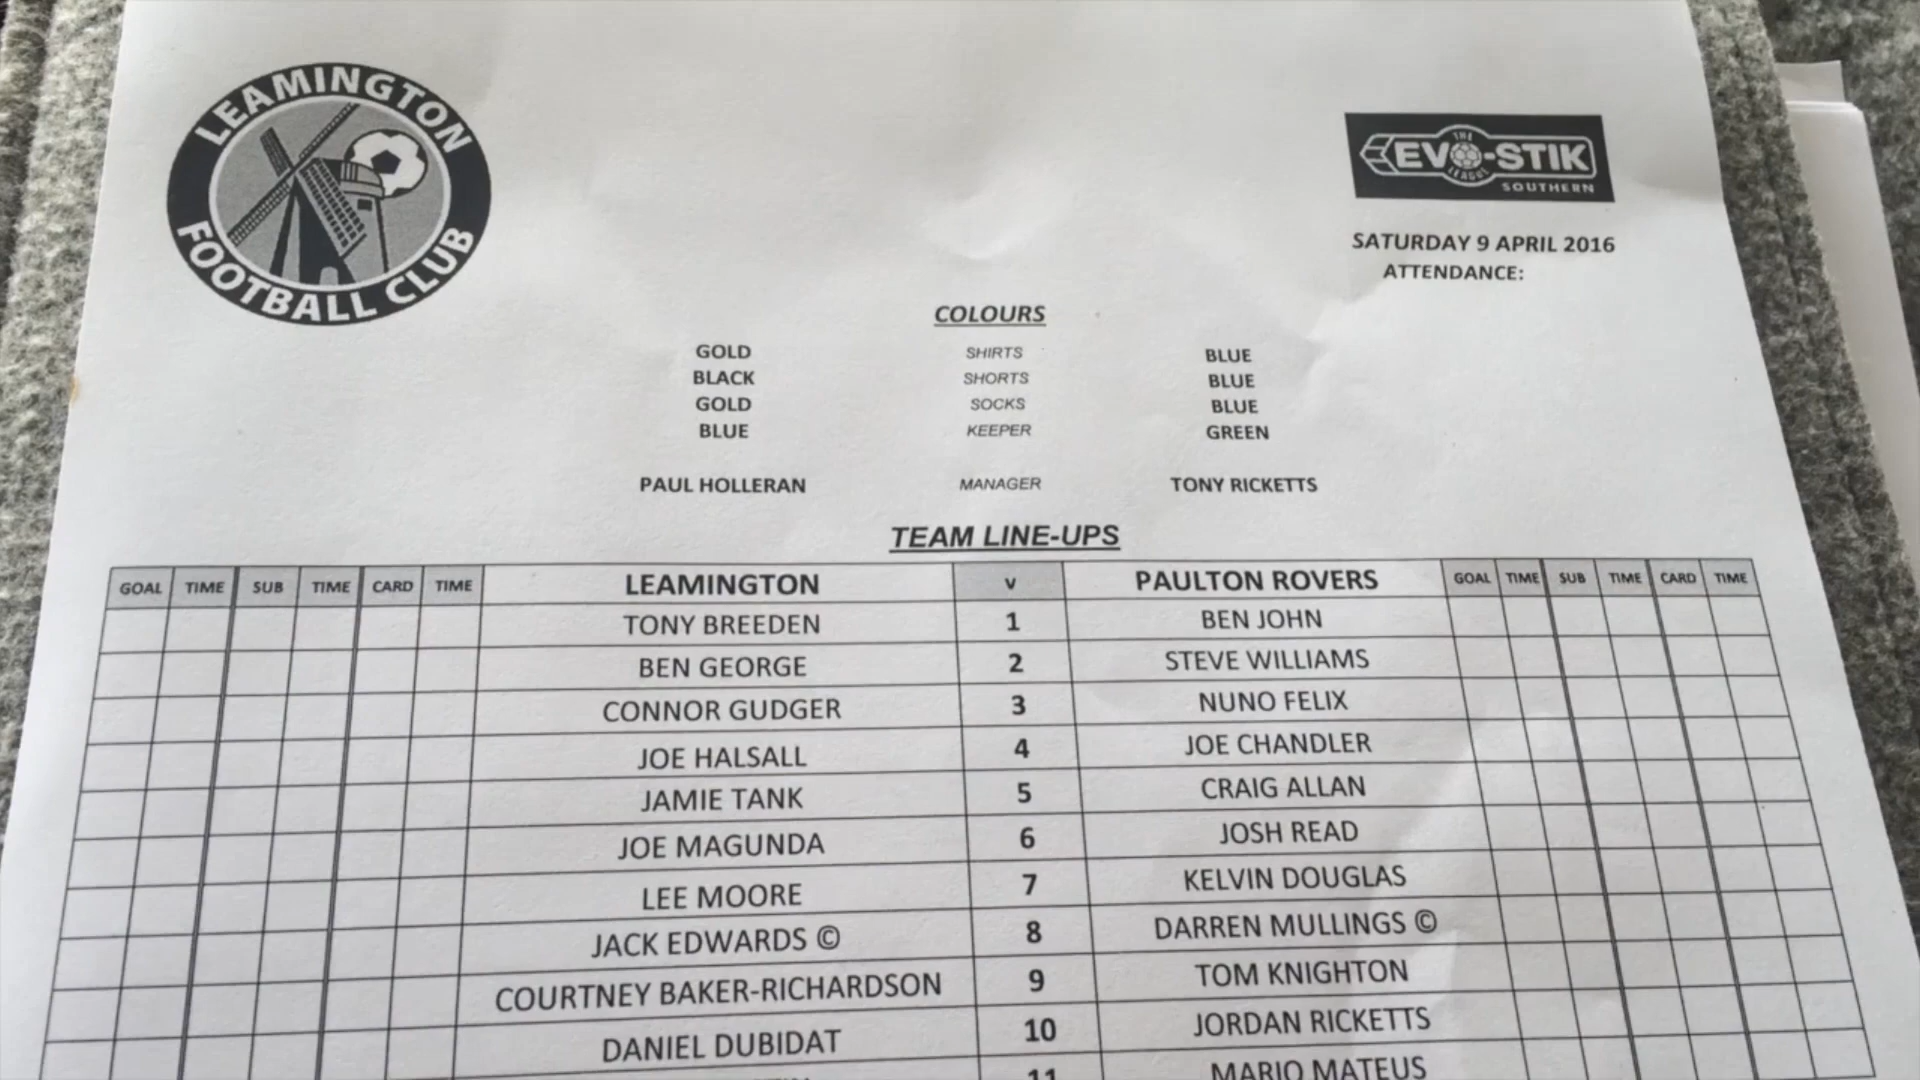 LEAMINGTON
FOOTBALL CLUB
THE
EVO-STIK
LEAGUE
SOUTHERN
SATURDAY 9 APRIL 2016
ATTENDANCE:
COLOURS
GOLD SHIRTS BLUE
BLACK SHORTS BLUE
GOLD SOCKS BLUE
BLUE KEEPER GREEN
PAUL HOLLERAN MANAGER TONY RICKETTS
TEAM LINE-UPS
GOAL TIME SUB TIME CARD TIME LEAMINGTON v PAULTON ROVERS GOAL TIME SUB TIME CARD TIME
TONY BREEDEN 1 BEN JOHN
BEN GEORGE 2 STEVE WILLIAMS
CONNOR GUDGER 3 NUNO FELIX
JOE HALSALL 4 JOE CHANDLER
JAMIE TANK 5 CRAIG ALLAN
JOE MAGUNDA 6 JOSH READ
LEE MOORE 7 KELVIN DOUGLAS
JACK EDWARDS © 8 DARREN MULLINGS ©
COURTNEY BAKER-RICHARDSON 9 TOM KNIGHTON
DANIEL DUBIDAT 10 JORDAN RICKETTS
11 MARIO MATEUS